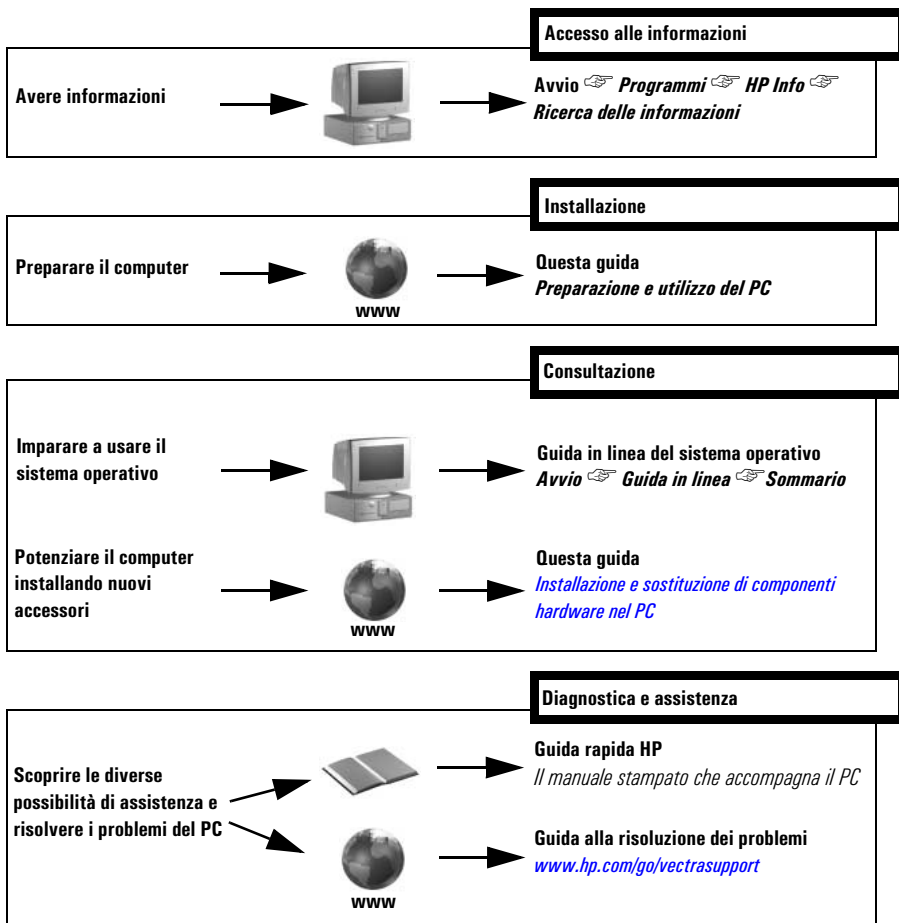 Accesso alle informazioni
Avere informazioni
Avvio ☞ Programmi ☞ HP Info ☞
Ricerca delle informazioni
Installazione
Preparare il computer
www
Questa guida
Preparazione e utilizzo del PC
Consultazione
Imparare a usare il
sistema operativo
Guida in linea del sistema operativo
Avvio ☞ Guida in linea ☞ Sommario
Potenziare il computer
installando nuovi
accessori
www
Questa guida
Installazione e sostituzione di componenti
hardware nel PC
Diagnostica e assistenza
Scoprire le diverse
possibilità di assistenza e
risolvere i problemi del PC
Guida rapida HP
Il manuale stampato che accompagna il PC
www
Guida alla risoluzione dei problemi
www.hp.com/go/vectrasupport